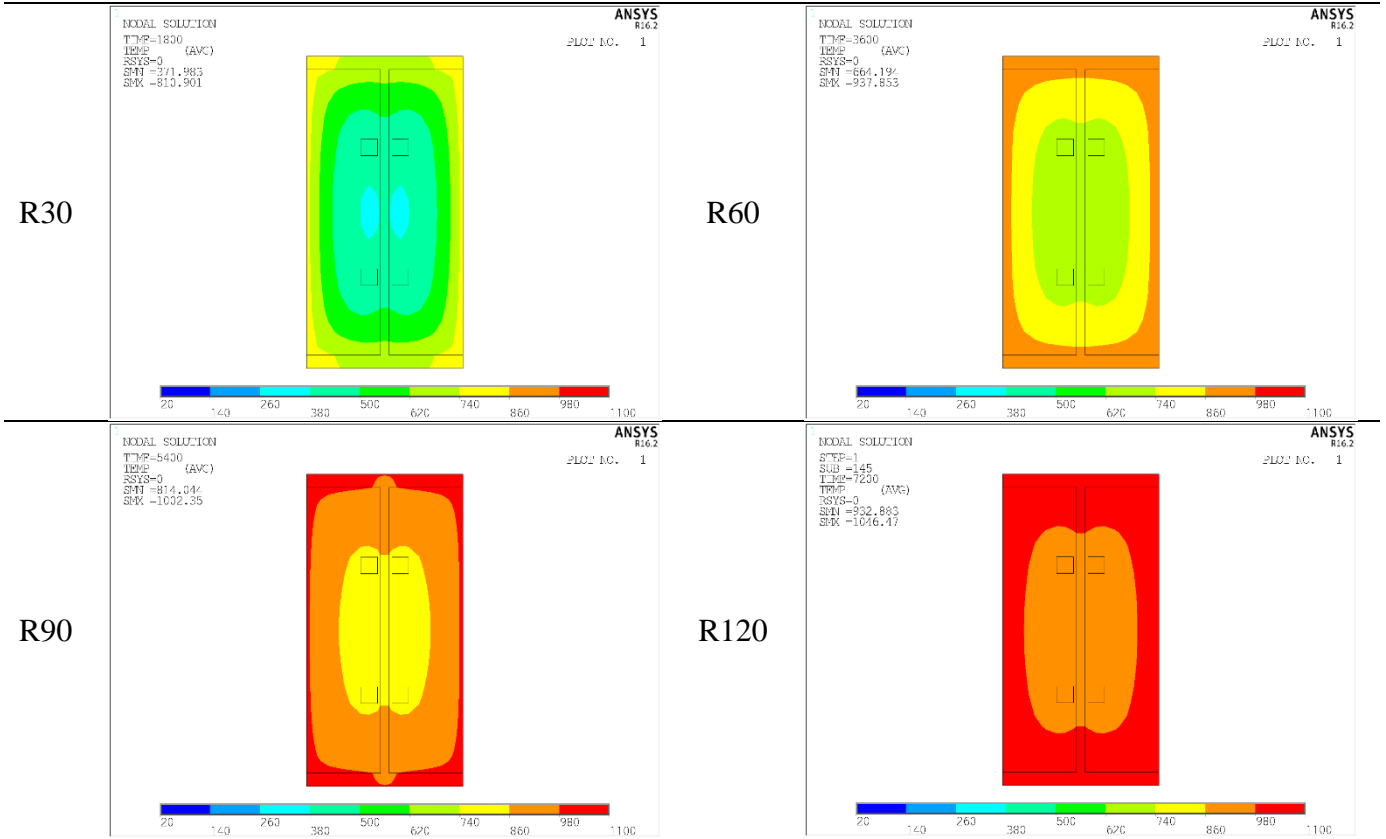 R30
NODAL SOLUTION
TIME=1800
TEMP (AVG)
RSYS=0
SMN =371.983
SMX =810.901
ANSYS
R16.2
PLOT NO. 1
20 140 260 380 500 620 740 860 980 1100
R60
NODAL SOLUTION
TIME=3600
TEMP (AVG)
RSYS=0
SMN =664.194
SMX =937.853
ANSYS
R16.2
PLOT NO. 1
20 140 260 380 500 620 740 860 980 1100
R90
NODAL SOLUTION
TIME=5400
TEMP (AVG)
RSYS=0
SMN =814.044
SMX =1002.35
ANSYS
R16.2
PLOT NO. 1
20 140 260 380 500 620 740 860 980 1100
R120
NODAL SOLUTION
STEP=1
SUB =145
TIME=7200
TEMP (AVG)
RSYS=0
SMN =932.883
SMX =1046.47
ANSYS
R16.2
PLOT NO. 1
20 140 260 380 500 620 740 860 980 1100